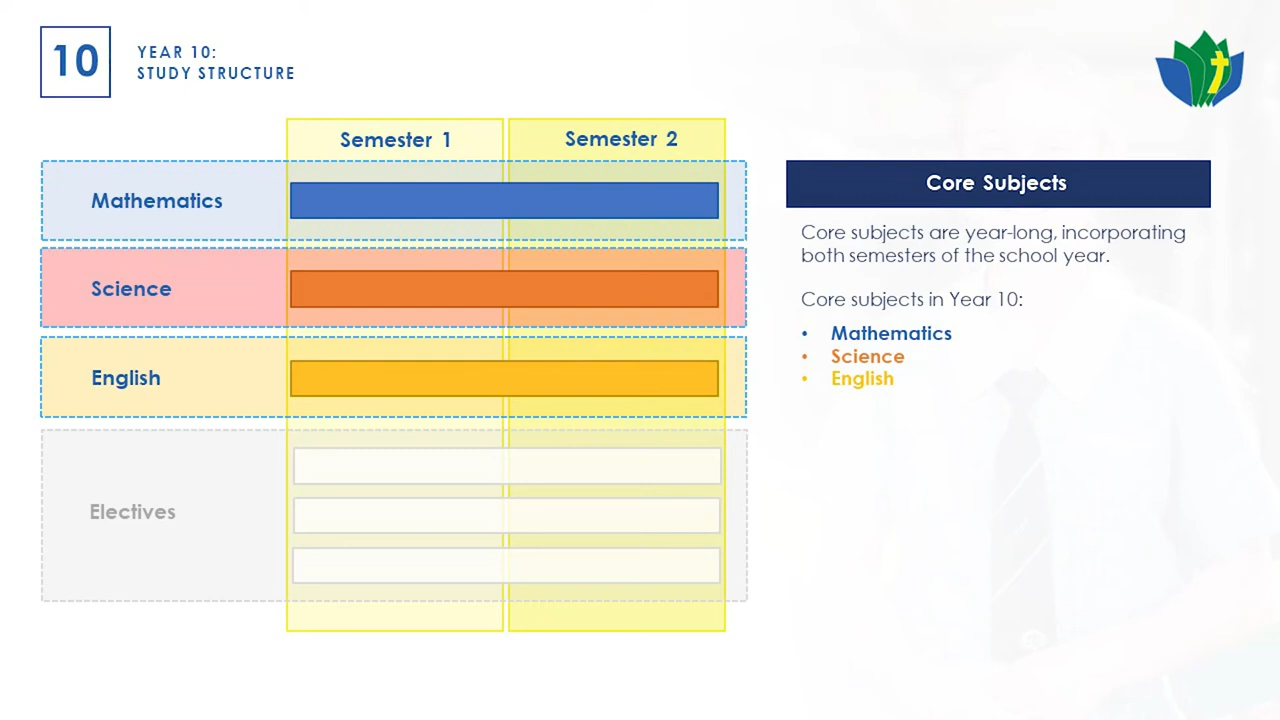 10
YEAR 10:
STUDY STRUCTURE
Semester 1
Semester 2
Mathematics
Science
English
Electives
Core Subjects
Core subjects are year-long, incorporating
both semesters of the school year.
Core subjects in Year 10:
• Mathematics
• Science
• English